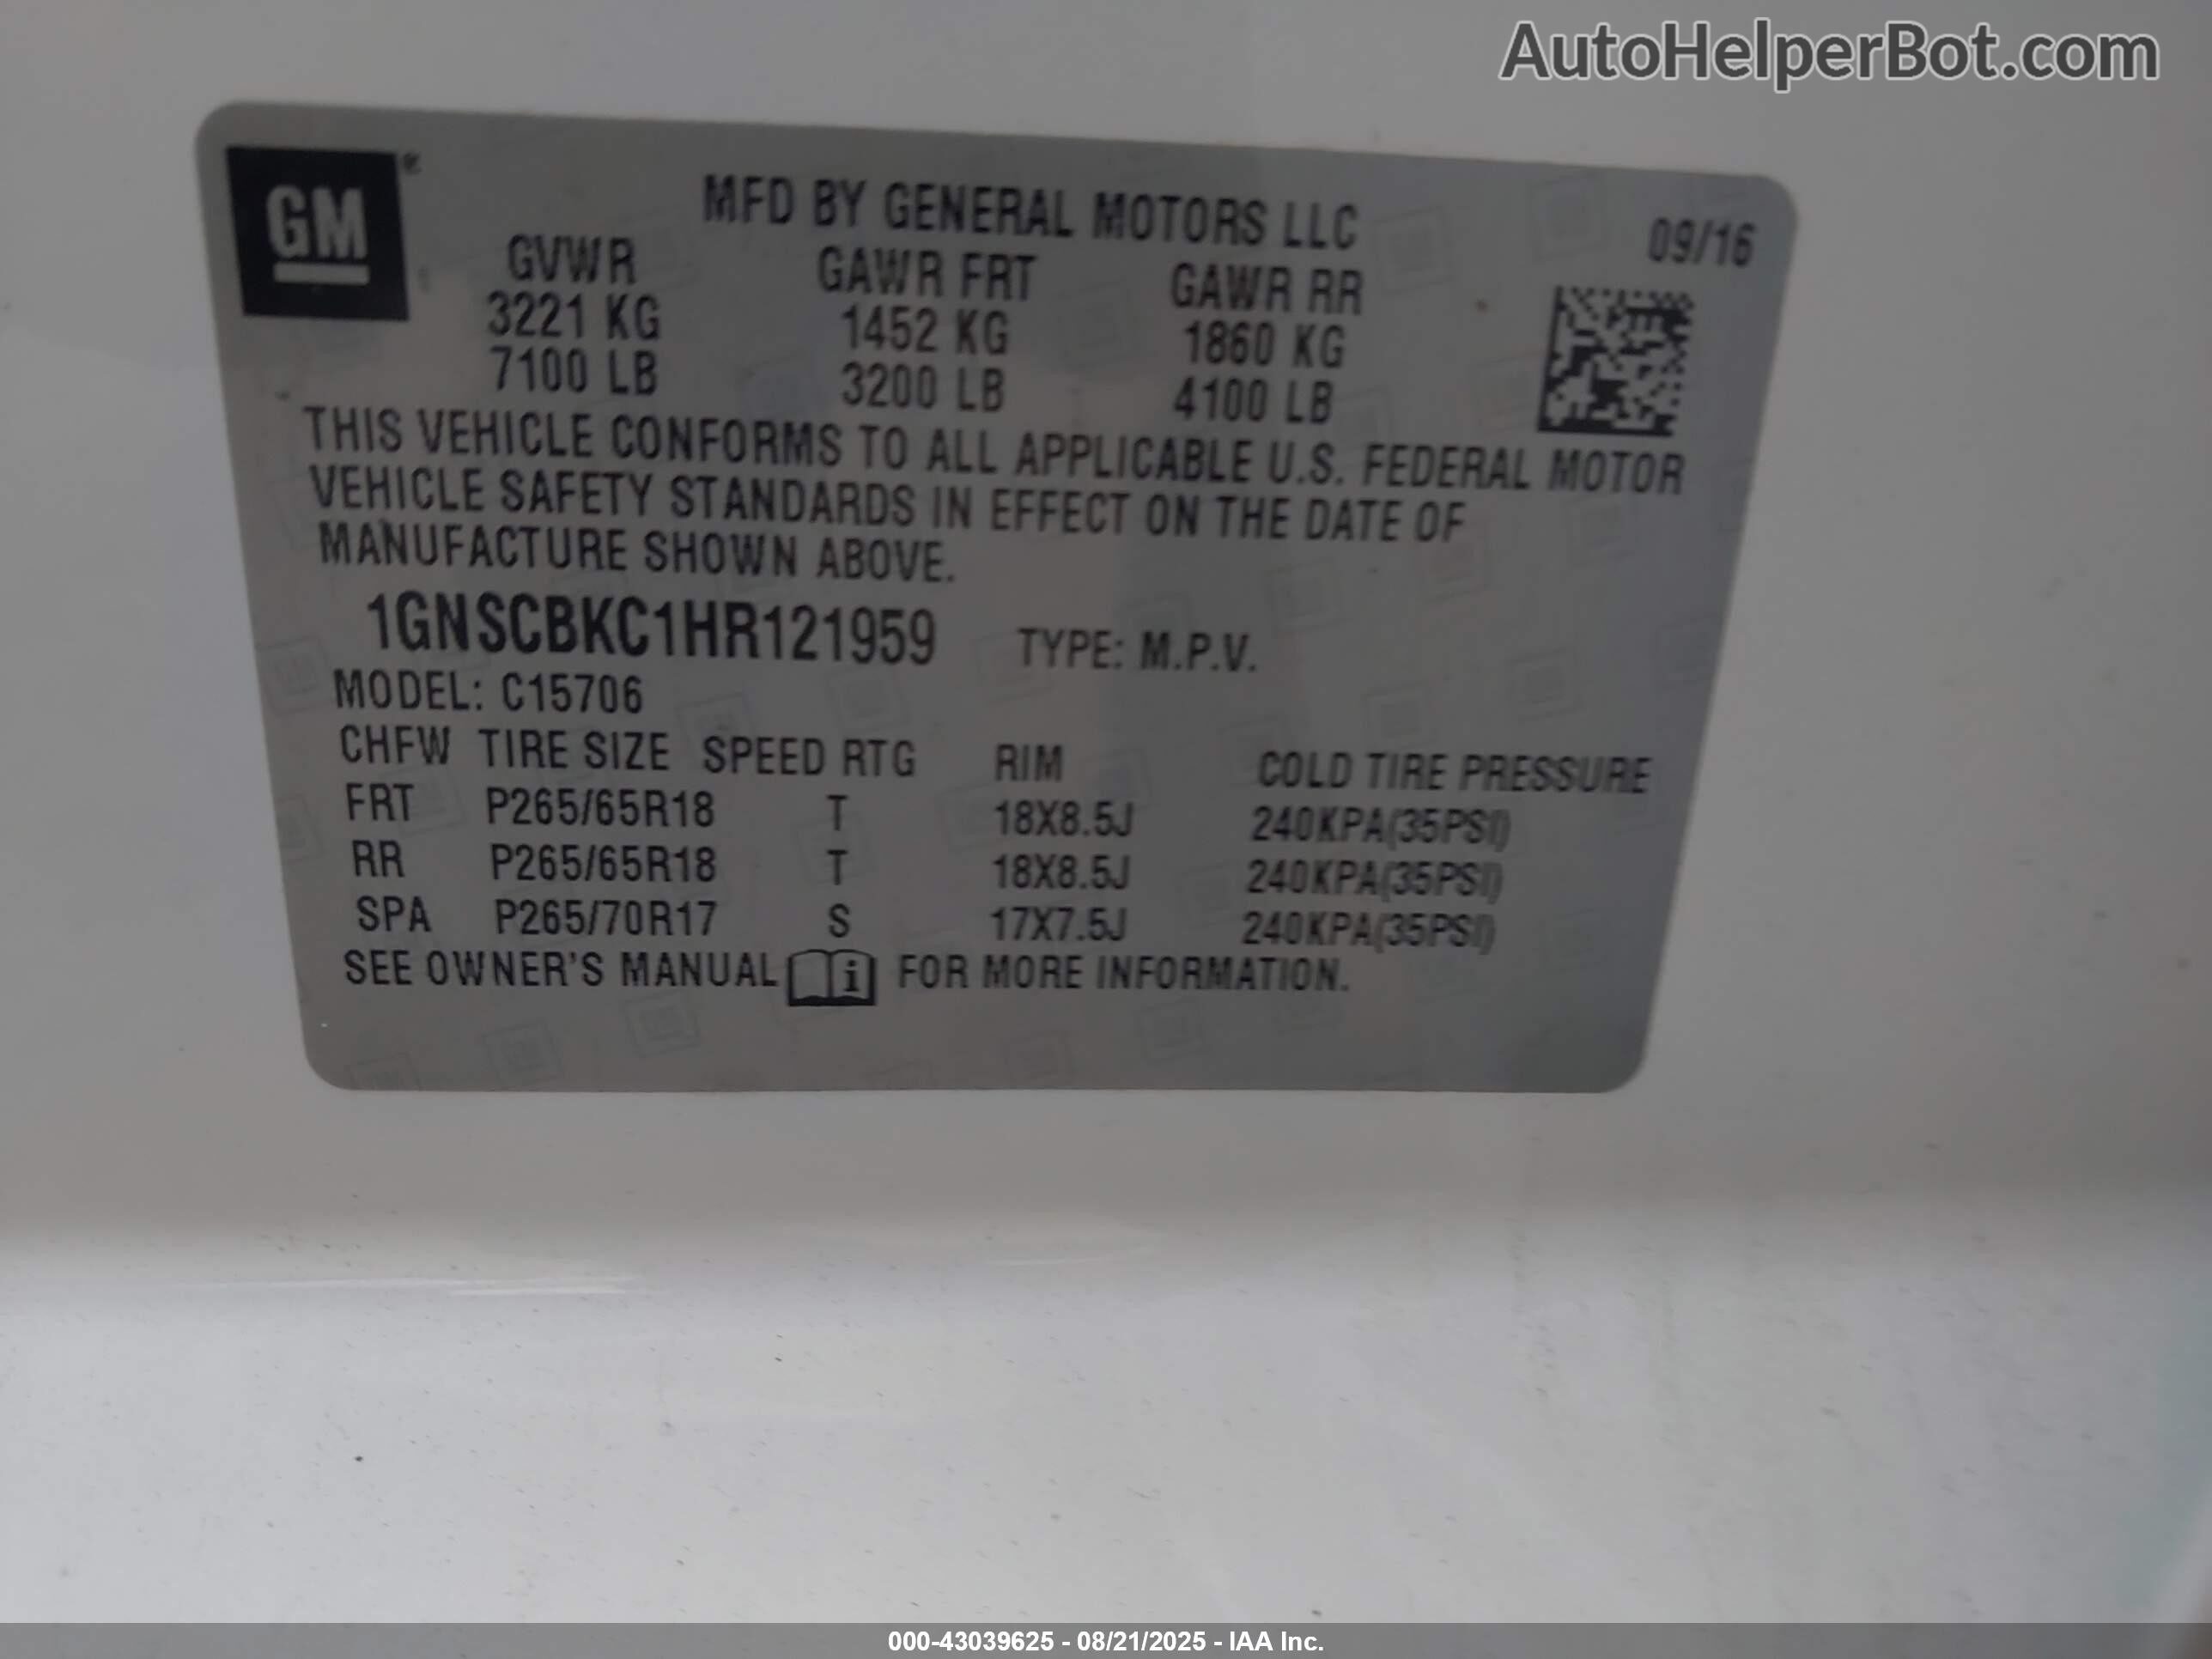 AutoHelperBot.com
GM®
MFD BY GENERAL MOTORS LLC
09/16
GVWR GAWR FRT GAWR RR
3221 KG 1452 KG 1860 KG
7100 LB 3200 LB 4100 LB
THIS VEHICLE CONFORMS TO ALL APPLICABLE U.S. FEDERAL MOTOR
VEHICLE SAFETY STANDARDS IN EFFECT ON THE DATE OF
MANUFACTURE SHOWN ABOVE.
1GNSCBKC1HR121959 TYPE: M.P.V.
MODEL: C15706
CHFW TIRE SIZE SPEED RTG RIM COLD TIRE PRESSURE
FRT P265/65R18 T 18X8.5J 240KPA(35PSI)
RR P265/65R18 T 18X8.5J 240KPA(35PSI)
SPA P265/70R17 S 17X7.5J 240KPA(35PSI)
SEE OWNER'S MANUAL i FOR MORE INFORMATION.
000-43039625 - 08/21/2025 - IAA Inc.